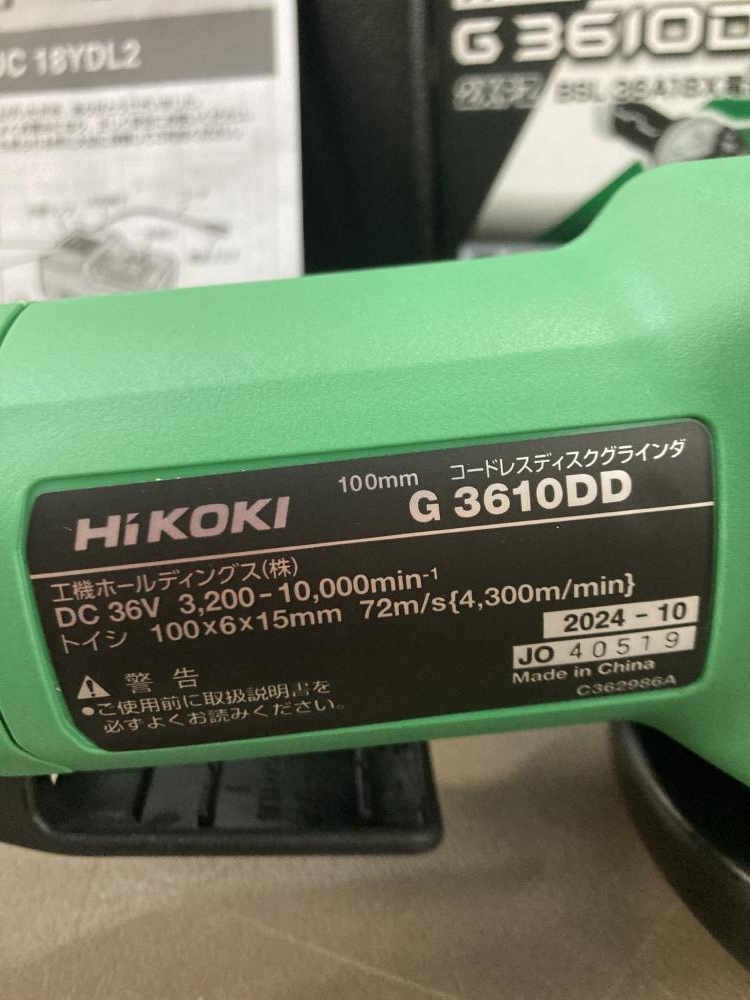 UC 18YDL2
G 3610D
BSL 36A18X
コードレスディスクグラインダ
100mm
HiKOKI
G 3610DD
工機ホールディングス(株)
DC 36V 3,200-10,000min-1
トイシ 100×6×15mm 72m/s{4,300m/min}
2024 - 10
JO 40519
Made in China
C362986A
警告
●ご使用前に取扱説明書を
必ずよくお読みください。